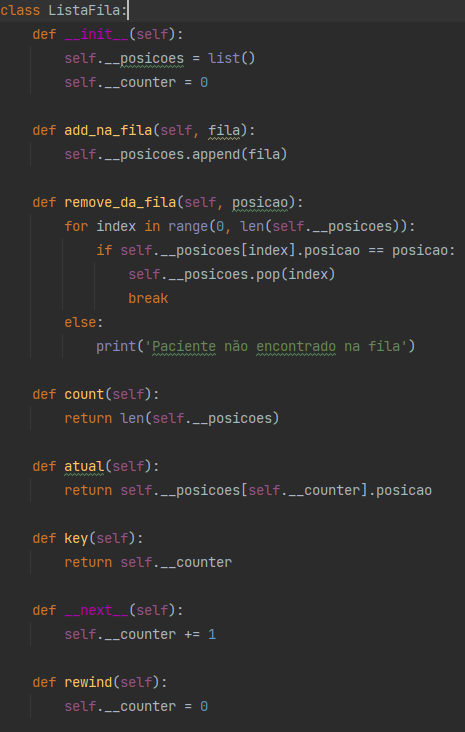 class ListaFila:
    def __init__(self):
        self.__posicoes = list()
        self.__counter = 0

    def add_na_fila(self, fila):
        self.__posicoes.append(fila)

    def remove_da_fila(self, posicao):
        for index in range(0, len(self.__posicoes)):
            if self.__posicoes[index].posicao == posicao:
                self.__posicoes.pop(index)
                break
        else:
            print('Paciente não encontrado na fila')

    def count(self):
        return len(self.__posicoes)

    def atual(self):
        return self.__posicoes[self.__counter].posicao

    def key(self):
        return self.__counter

    def __next__(self):
        self.__counter += 1

    def rewind(self):
        self.__counter = 0